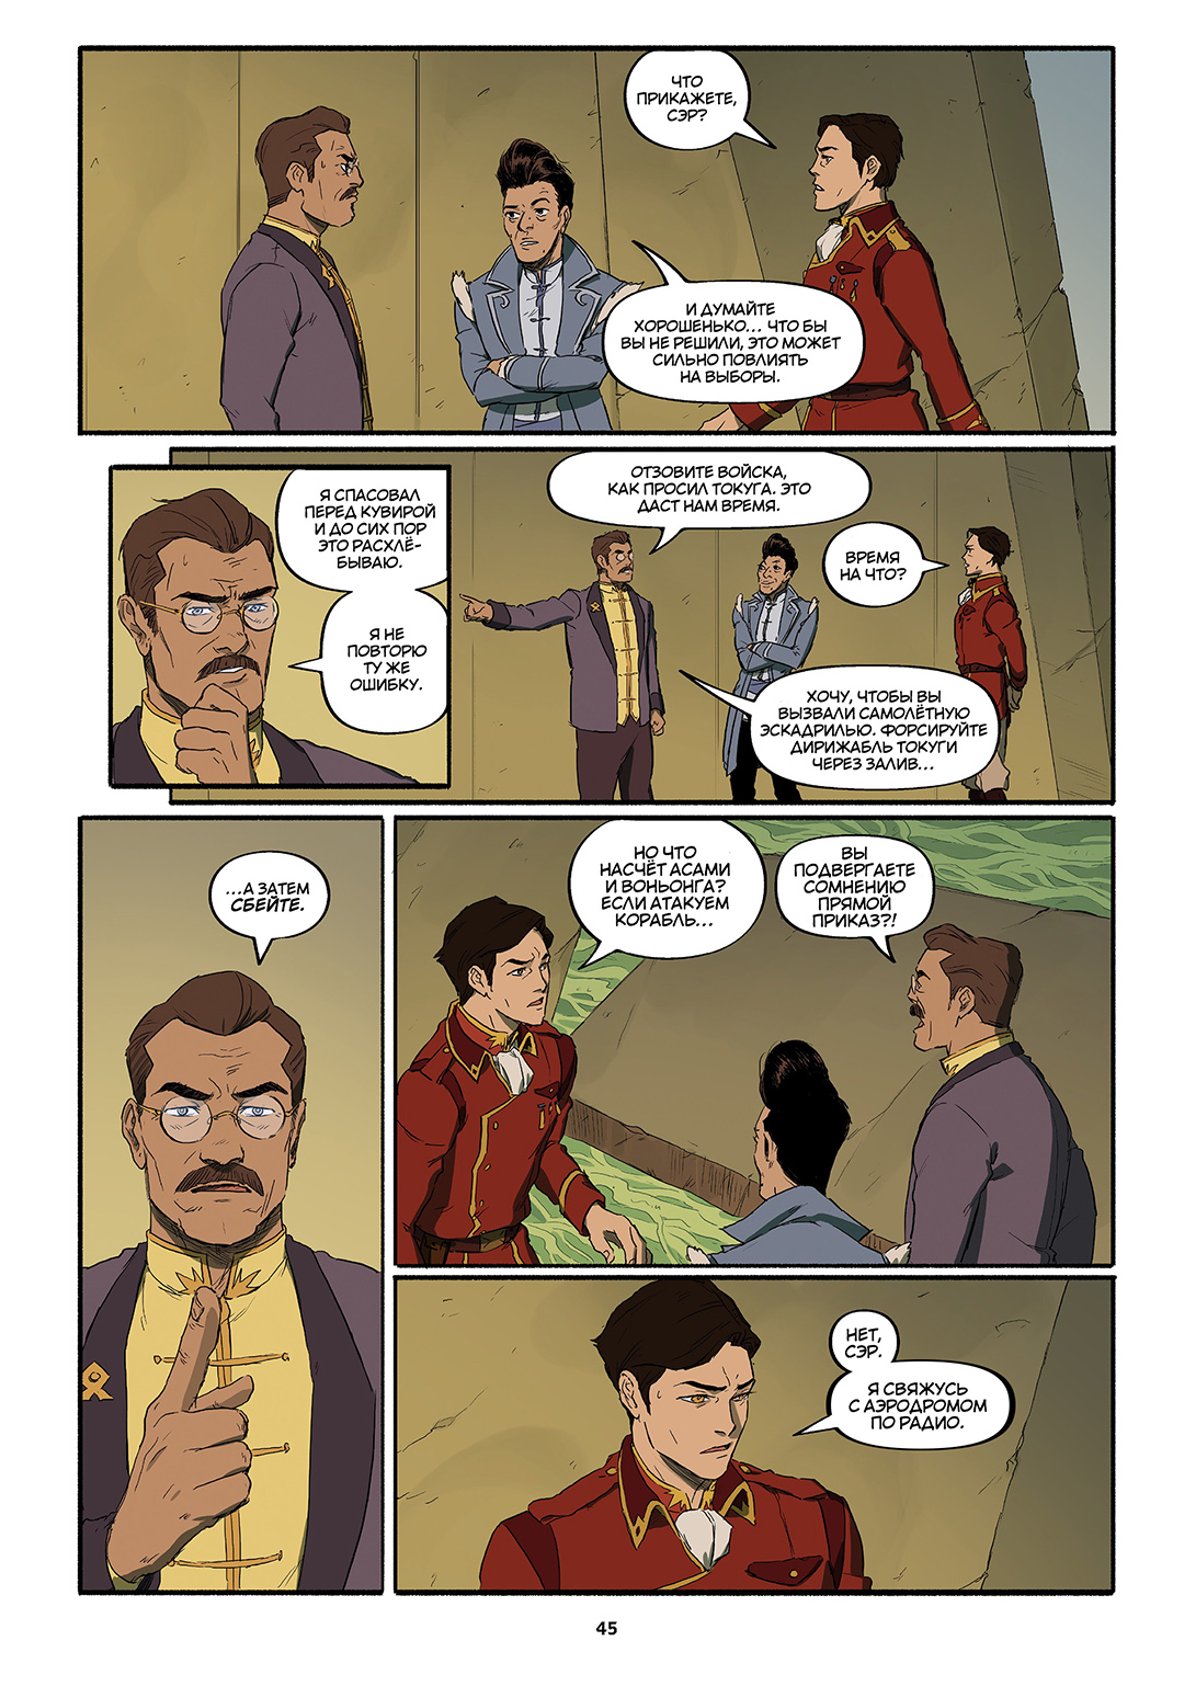 ЧТО
ПРИКАЖЕТЕ,
СЭР?
И ДУМАЙТЕ
ХОРОШЕНЬКО... ЧТО БЫ
ВЫ НЕ РЕШИЛИ, ЭТО МОЖЕТ
СИЛЬНО ПОВЛИЯТЬ
НА ВЫБОРЫ.
Я СПАСОВАЛ
ПЕРЕД КУВИРОЙ
И ДО СИХ ПОР
ЭТО РАСХЛЁ-
БЫВАЮ.
Я НЕ
ПОВТОРЮ
ТУ ЖЕ
ОШИБКУ.
ОТЗОВИТЕ ВОЙСКА,
КАК ПРОСИЛ ТОКУГА. ЭТО
ДАСТ НАМ ВРЕМЯ.
ВРЕМЯ
НА ЧТО?
ХОЧУ, ЧТОБЫ ВЫ
ВЫЗВАЛИ САМОЛЁТНУЮ
ЭСКАДРИЛЬЮ. ФОРСИРУЙТЕ
ДИРИЖАБЛЬ ТОКУГИ
ЧЕРЕЗ ЗАЛИВ...
...А ЗАТЕМ
СБЕЙТЕ.
НО ЧТО
НАСЧЁТ АСАМИ
И ВОНЬОНГА?
ЕСЛИ АТАКУЕМ
КОРАБЛЬ...
ВЫ
ПОДВЕРГАЕТЕ
СОМНЕНИЮ
ПРЯМОЙ
ПРИКАЗ?!
НЕТ,
СЭР.
Я СВЯЖУСЬ
С АЭРОДРОМОМ
ПО РАДИО.
45